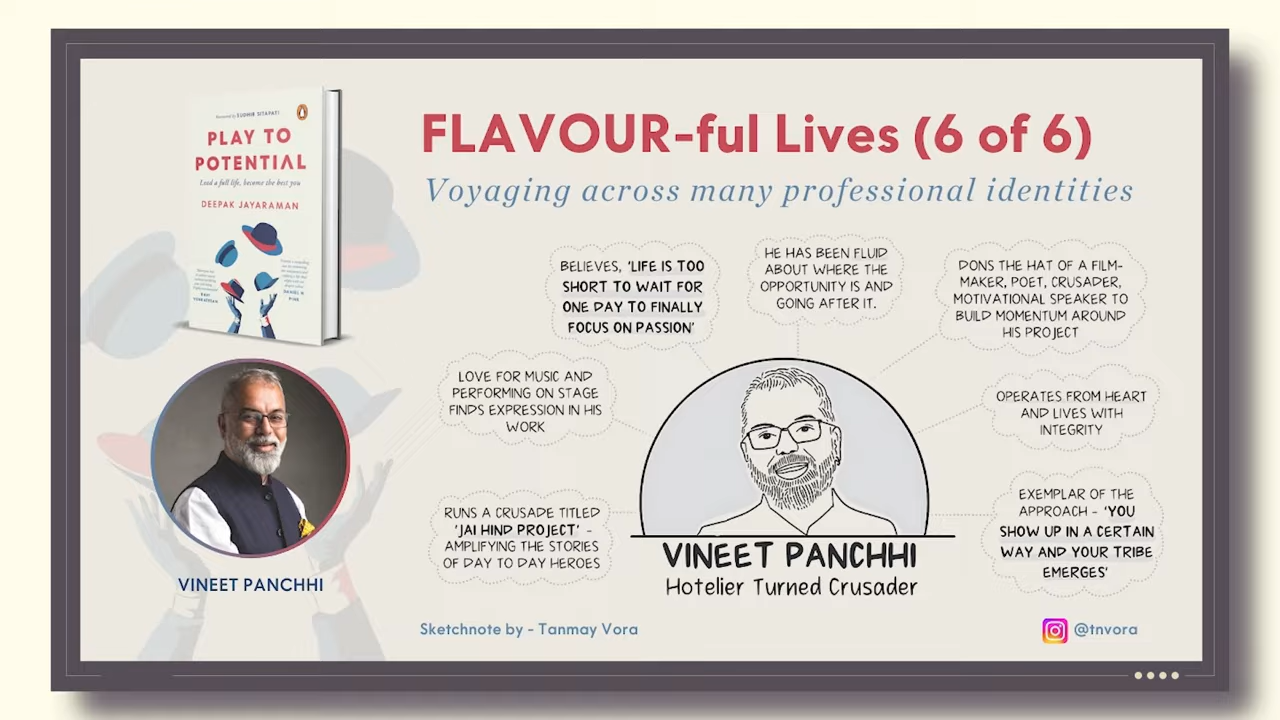 Foreword by SUDHIR SITAPATI
PLAY TO
POTENTIAL
Lead a full life, become the best you
DEEPAK JAYARAMAN
FLAVOUR-ful Lives (6 of 6)
Voyaging across many professional identities
BELIEVES, 'LIFE IS TOO
SHORT TO WAIT FOR
ONE DAY TO FINALLY
FOCUS ON PASSION'
HE HAS BEEN FLUID
ABOUT WHERE THE
OPPORTUNITY IS AND
GOING AFTER IT.
DONS THE HAT OF A FILM-
MAKER, POET, CRUSADER,
MOTIVATIONAL SPEAKER TO
BUILD MOMENTUM AROUND
HIS PROJECT
LOVE FOR MUSIC AND
PERFORMING ON STAGE
FINDS EXPRESSION IN HIS
WORK
OPERATES FROM HEART
AND LIVES WITH
INTEGRITY
RUNS A CRUSADE TITLED
'JAI HIND PROJECT' -
AMPLIFYING THE STORIES
OF DAY TO DAY HEROES
EXEMPLAR OF THE
APPROACH - 'YOU
SHOW UP IN A CERTAIN
WAY AND YOUR TRIBE
EMERGES'
VINEET PANCHHI
Hotelier Turned Crusader
VINEET PANCHHI
Sketchnote by - Tanmay Vora
@tnvora